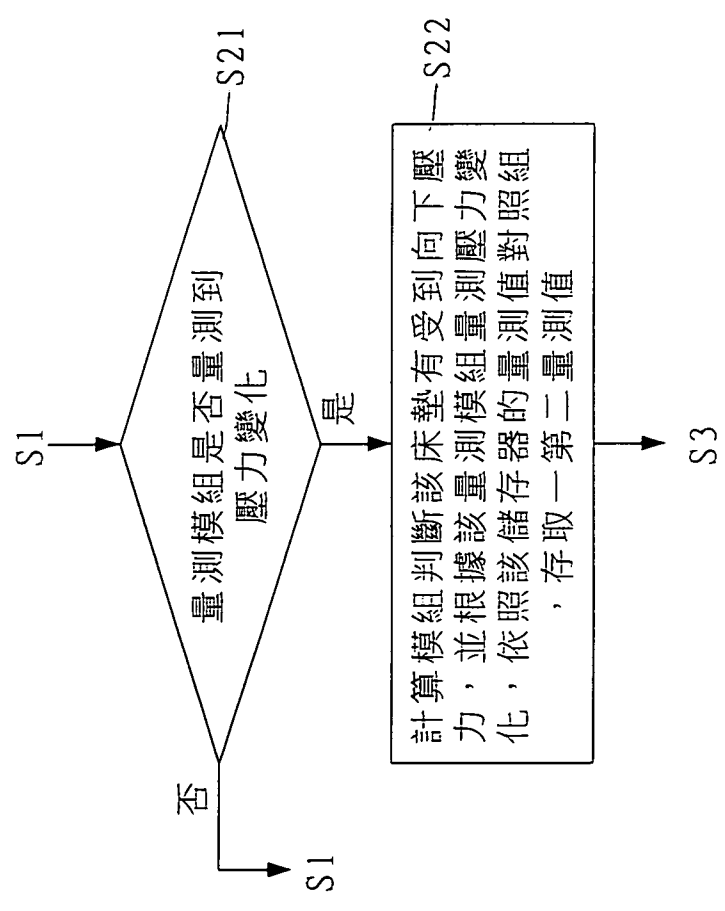 S1
S21
量測模組是否量測到
壓力變化
否
S1
是
S22
計算模組判斷該床墊有受到向下壓
力，並根據該量測模組量測壓力變
化，依照該儲存器的量測值對照組
，存取一第二量測值
S3